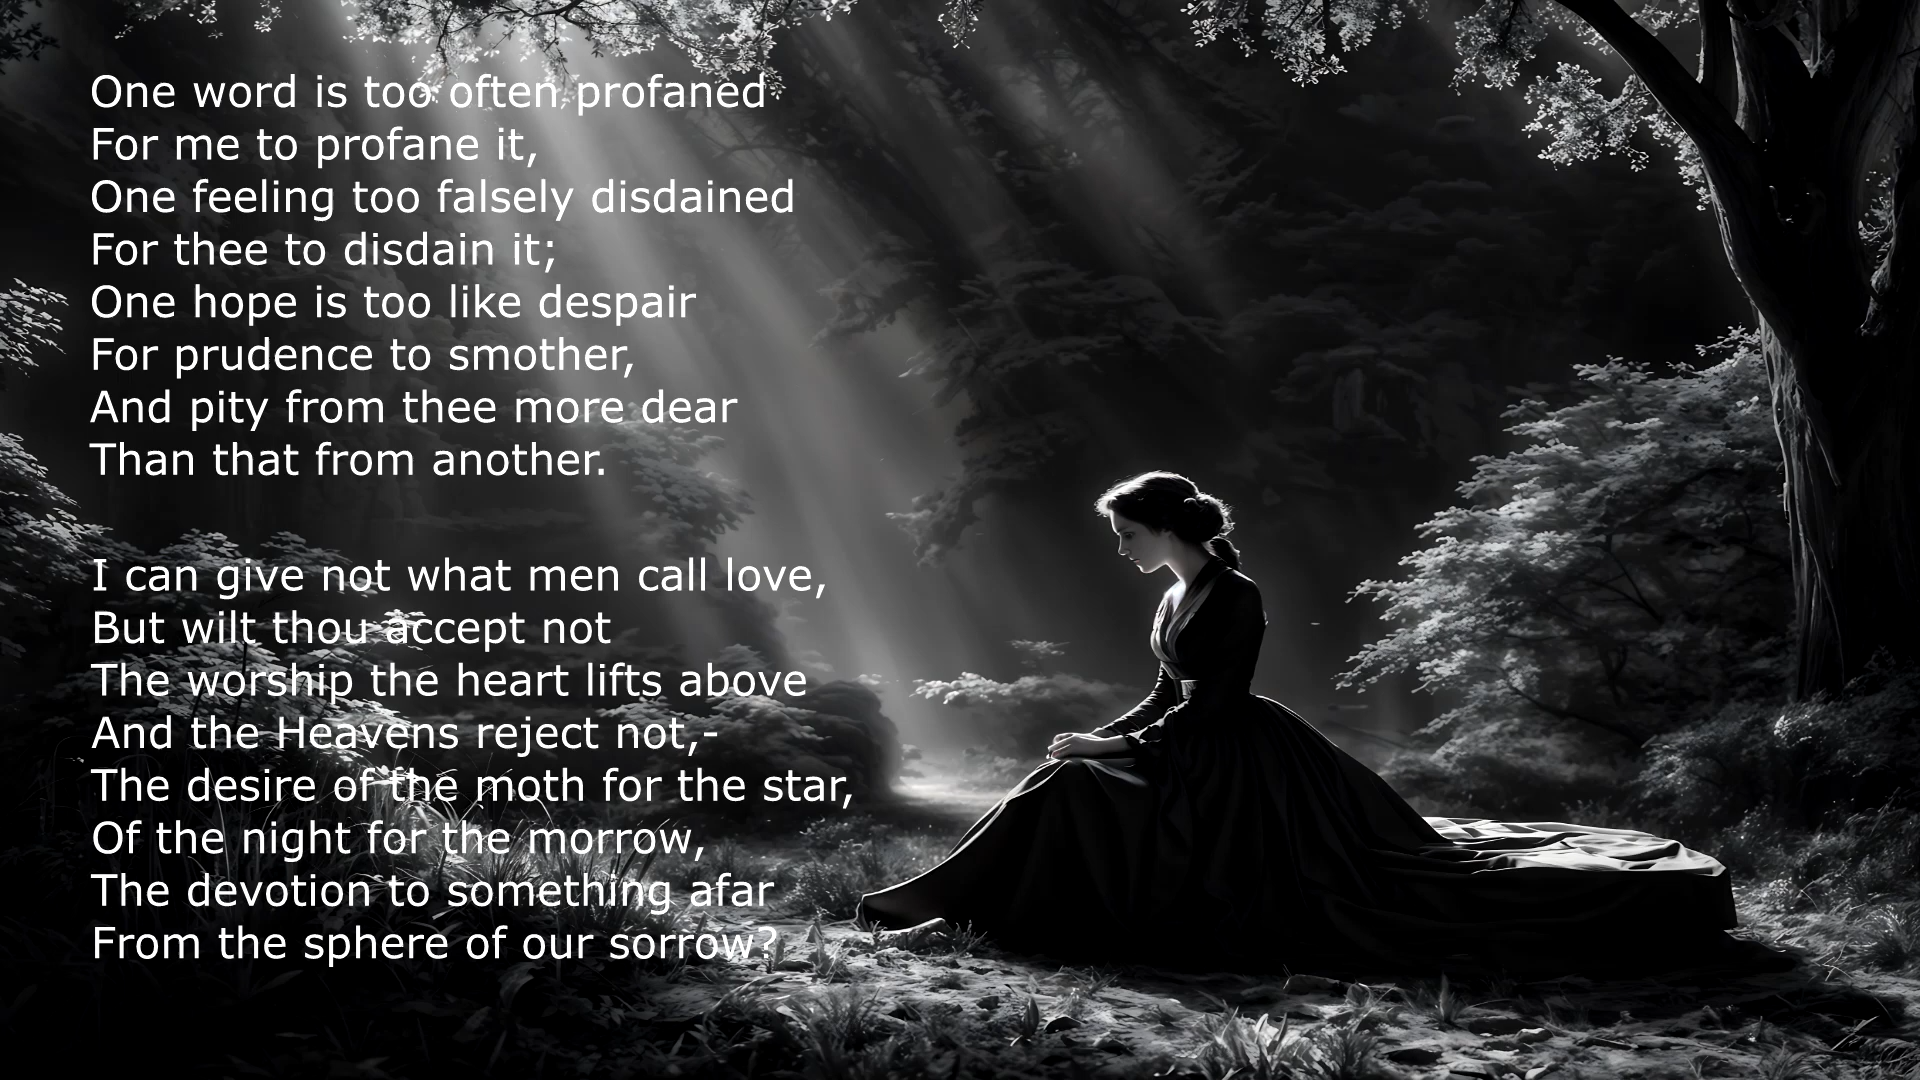 One word is too often profaned
For me to profane it,
One feeling too falsely disdained
For thee to disdain it;
One hope is too like despair
For prudence to smother,
And pity from thee more dear
Than that from another.

I can give not what men call love,
But wilt thou accept not
The worship the heart lifts above
And the Heavens reject not,-
The desire of the moth for the star,
Of the night for the morrow,
The devotion to something afar
From the sphere of our sorrow?